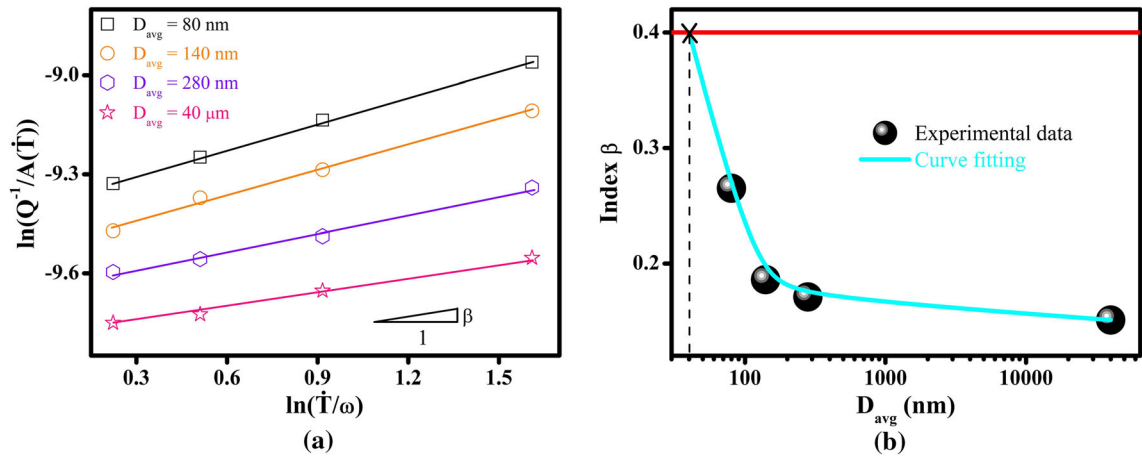 D_avg = 80 nm
D_avg = 140 nm
D_avg = 280 nm
D_avg = 40 μm
-9.0
-9.3
-9.6
ln(Q⁻¹/A(Ṫ))
β
1
0.3 0.6 0.9 1.2 1.5
ln(Ṫ/ω)
(a)
0.4
0.3
0.2
Index β
Experimental data
Curve fitting
100 1000 10000
D_avg (nm)
(b)